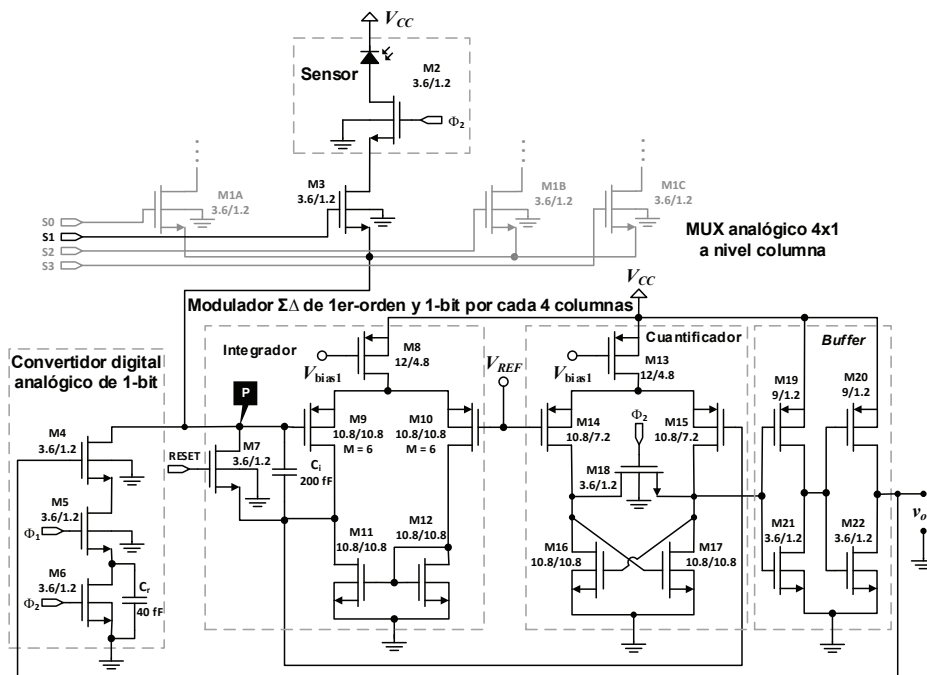 VCC
Sensor
M2
3.6/1.2
Φ2
M1A
3.6/1.2
M3
3.6/1.2
M1B
3.6/1.2
M1C
3.6/1.2
S0
S1
S2
S3
MUX analógico 4x1
a nivel columna
VCC
Modulador ΣΔ de 1er-orden y 1-bit por cada 4 columnas
Integrador
M8
12/4.8
Vbias1
VREF
Cuantificador
M13
12/4.8
Vbias1
Buffer
M19
9/1.2
M20
9/1.2
Convertidor digital
analógico de 1-bit
P
M4
3.6/1.2
RESET
M7
3.6/1.2
Ci
200 fF
M9
10.8/10.8
M = 6
M10
10.8/10.8
M = 6
M14
10.8/7.2
Φ2
M15
10.8/7.2
M18
3.6/1.2
M5
3.6/1.2
Φ1
M6
3.6/1.2
Φ2
Cr
40 fF
M11
10.8/10.8
M12
10.8/10.8
M16
10.8/10.8
M17
10.8/10.8
M21
3.6/1.2
M22
3.6/1.2
vo